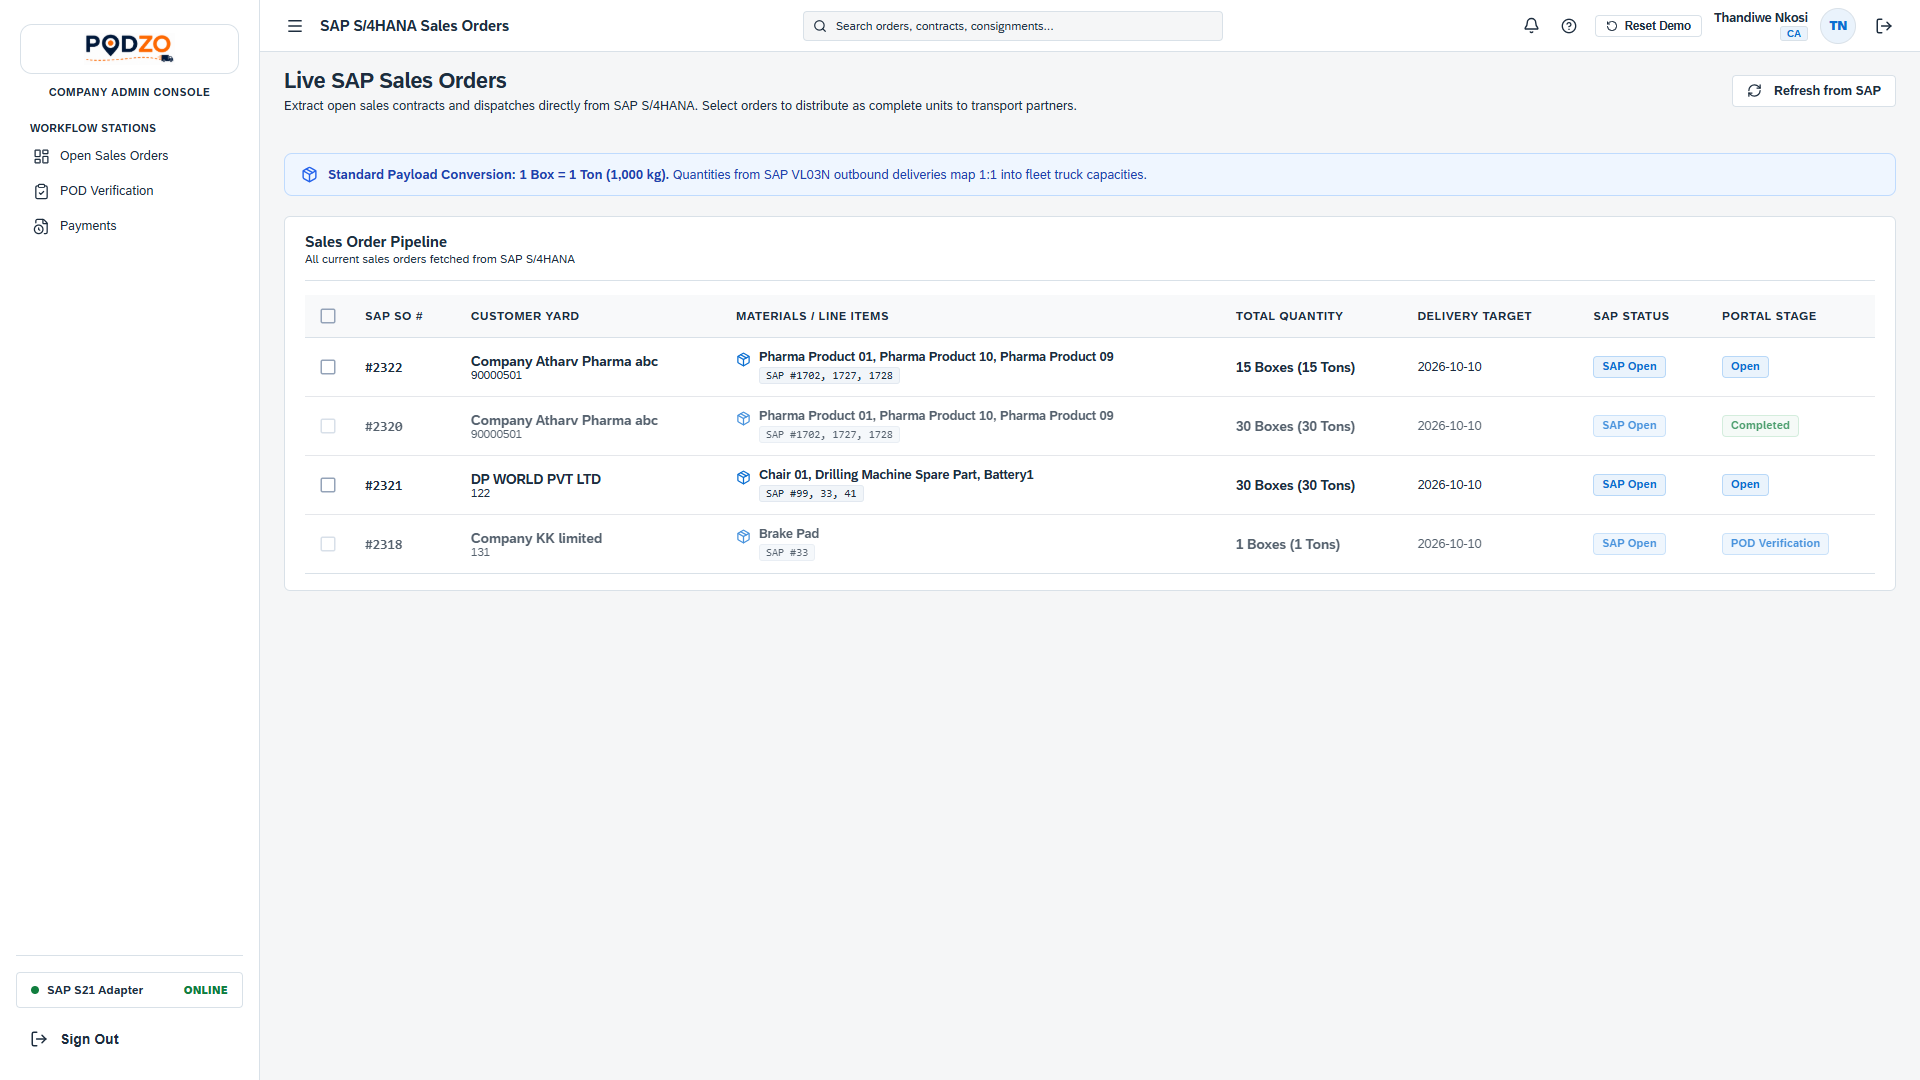 PODZO
COMPANY ADMIN CONSOLE
WORKFLOW STATIONS
Open Sales Orders
POD Verification
Payments
SAP S21 Adapter ONLINE
Sign Out
SAP S/4HANA Sales Orders
Search orders, contracts, consignments...
Reset Demo
Thandiwe Nkosi
CA
TN
Live SAP Sales Orders
Extract open sales contracts and dispatches directly from SAP S/4HANA. Select orders to distribute as complete units to transport partners.
Refresh from SAP
Standard Payload Conversion: 1 Box = 1 Ton (1,000 kg). Quantities from SAP VL03N outbound deliveries map 1:1 into fleet truck capacities.
Sales Order Pipeline
All current sales orders fetched from SAP S/4HANA
SAP SO # CUSTOMER YARD MATERIALS / LINE ITEMS TOTAL QUANTITY DELIVERY TARGET SAP STATUS PORTAL STAGE
#2322 Company Atharv Pharma abc Pharma Product 01, Pharma Product 10, Pharma Product 09 15 Boxes (15 Tons) 2026-10-10 SAP Open Open
90000501 SAP #1702, 1727, 1728
#2320 Company Atharv Pharma abc Pharma Product 01, Pharma Product 10, Pharma Product 09 30 Boxes (30 Tons) 2026-10-10 SAP Open Completed
90000501 SAP #1702, 1727, 1728
#2321 DP WORLD PVT LTD Chair 01, Drilling Machine Spare Part, Battery1 30 Boxes (30 Tons) 2026-10-10 SAP Open Open
122 SAP #99, 33, 41
#2318 Company KK limited Brake Pad 1 Boxes (1 Tons) 2026-10-10 SAP Open POD Verification
131 SAP #33